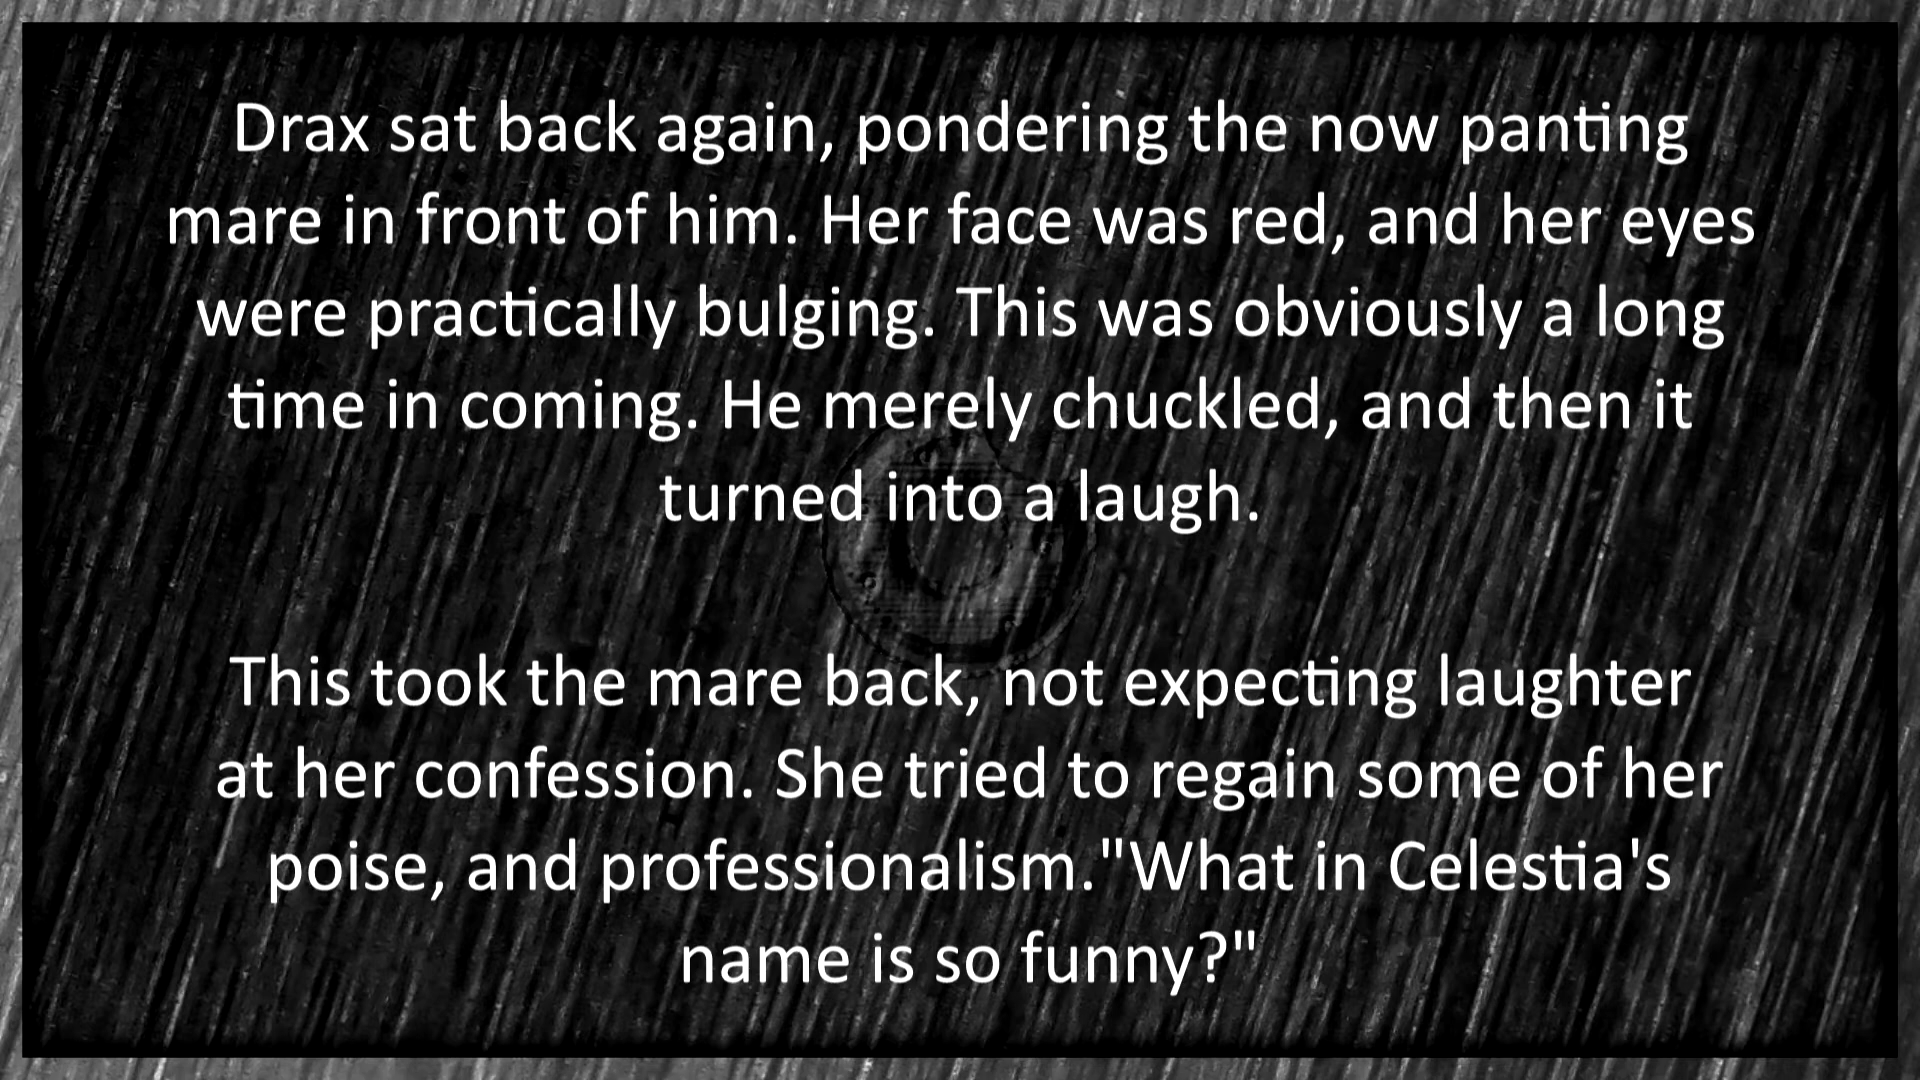 Drax sat back again, pondering the now panting
mare in front of him. Her face was red, and her eyes
were practically bulging. This was obviously a long
time in coming. He merely chuckled, and then it
turned into a laugh.
This took the mare back, not expecting laughter
at her confession. She tried to regain some of her
poise, and professionalism."What in Celestia's
name is so funny?"